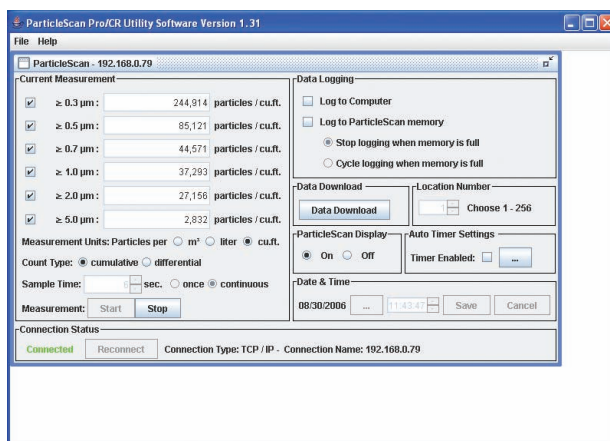 ParticleScan Pro/CR Utility Software Version 1.31
File Help
ParticleScan - 192.168.0.79
Current Measurement
≥ 0.3 µm : 244,914 particles / cu.ft.
≥ 0.5 µm : 85,121 particles / cu.ft.
≥ 0.7 µm : 44,571 particles / cu.ft.
≥ 1.0 µm : 37,293 particles / cu.ft.
≥ 2.0 µm : 27,156 particles / cu.ft.
≥ 5.0 µm : 2,832 particles / cu.ft.
Measurement Units: Particles per m³ liter cu.ft.
Count Type: cumulative differential
Sample Time: 6 sec. once continuous
Measurement: Start Stop
Data Logging
Log to Computer
Log to ParticleScan memory
Stop logging when memory is full
Cycle logging when memory is full
Data Download
Data Download
Location Number
1 Choose 1 - 256
ParticleScan Display
On Off
Auto Timer Settings
Timer Enabled: ...
Date & Time
08/30/2006 ... 11:43:47 Save Cancel
Connection Status
Connected Reconnect Connection Type: TCP / IP - Connection Name: 192.168.0.79